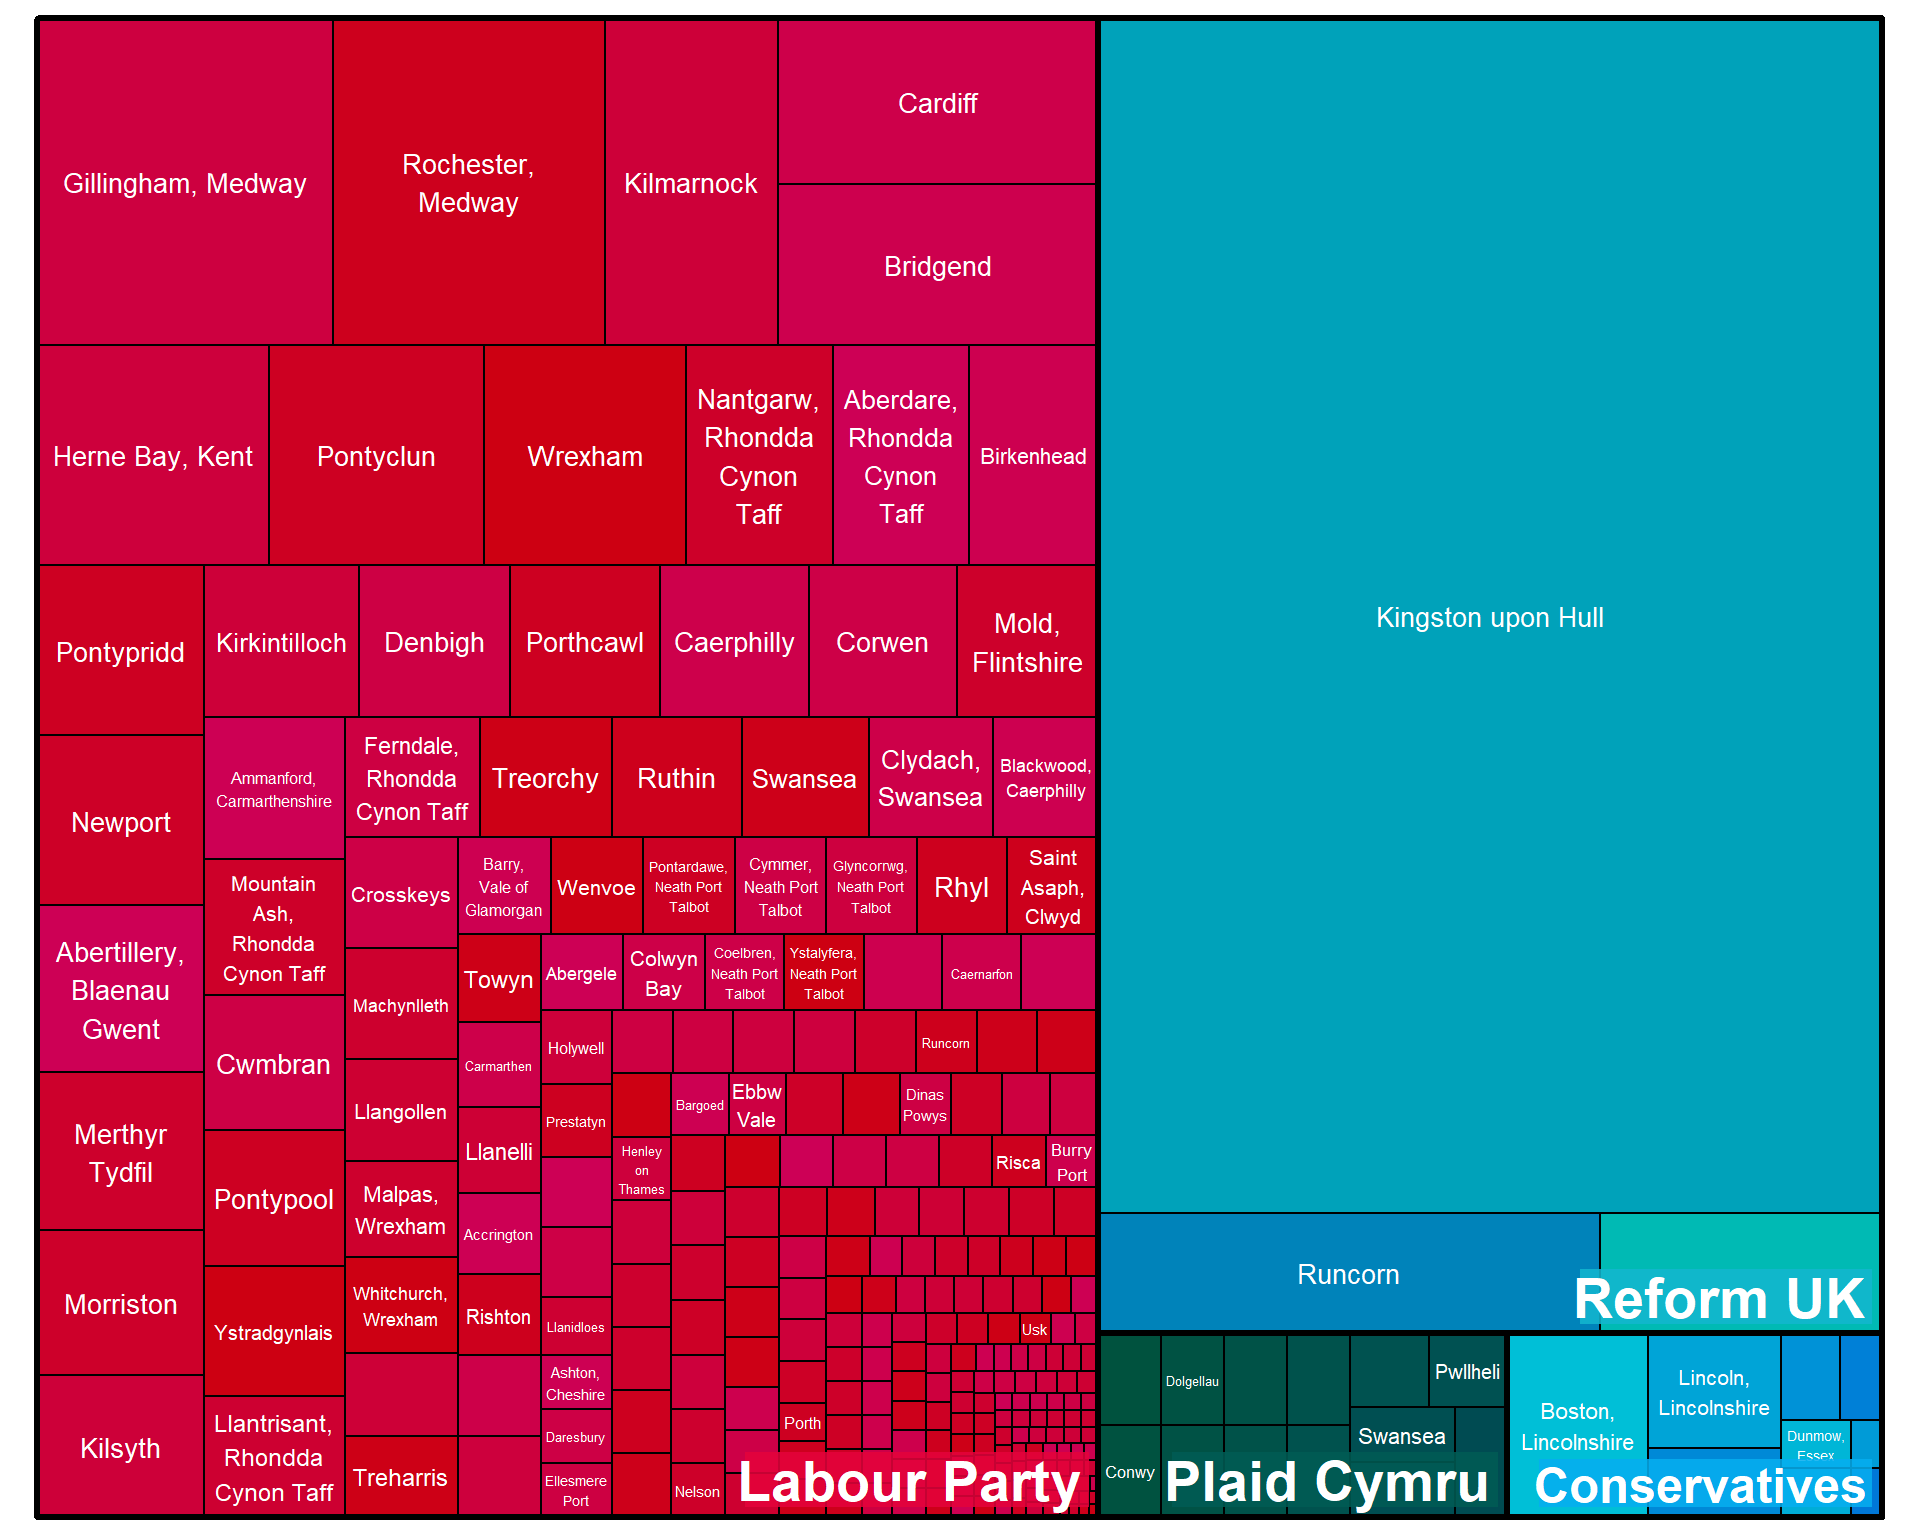 Gillingham, Medway
Rochester,
Medway
Kilmarnock
Cardiff
Bridgend
Herne Bay, Kent
Pontyclun
Wrexham
Nantgarw,
Rhondda
Cynon
Taff
Aberdare,
Rhondda
Cynon
Taff
Birkenhead
Pontypridd
Kirkintilloch
Denbigh
Porthcawl
Caerphilly
Corwen
Mold,
Flintshire
Newport
Ammanford,
Carmarthenshire
Ferndale,
Rhondda
Cynon Taff
Treorchy
Ruthin
Swansea
Clydach,
Swansea
Blackwood,
Caerphilly
Mountain
Ash,
Rhondda
Cynon Taff
Crosskeys
Barry,
Vale of
Glamorgan
Wenvoe
Pontardawe,
Neath Port
Talbot
Cymmer,
Neath Port
Talbot
Glyncorrwg,
Neath Port
Talbot
Rhyl
Saint
Asaph,
Clwyd
Abertillery,
Blaenau
Gwent
Cwmbran
Machynlleth
Towyn
Abergele
Colwyn
Bay
Coelbren,
Neath Port
Talbot
Ystalyfera,
Neath Port
Talbot
Caernarfon
Carmarthen
Holywell
Runcorn
Merthyr
Tydfil
Pontypool
Llangollen
Llanelli
Prestatyn
Bargoed
Ebbw
Vale
Dinas
Powys
Henley
on
Thames
Risca
Burry
Port
Malpas,
Wrexham
Accrington
Morriston
Ystradgynlais
Whitchurch,
Wrexham
Rishton
Llanidloes
Usk
Kilsyth
Llantrisant,
Rhondda
Cynon Taff
Treharris
Ashton,
Cheshire
Daresbury
Ellesmere
Port
Porth
Nelson
Labour Party
Kingston upon Hull
Runcorn
Reform UK
Dolgellau
Pwllheli
Swansea
Conwy
Plaid Cymru
Boston,
Lincolnshire
Lincoln,
Lincolnshire
Dunmow,
Essex
Conservatives